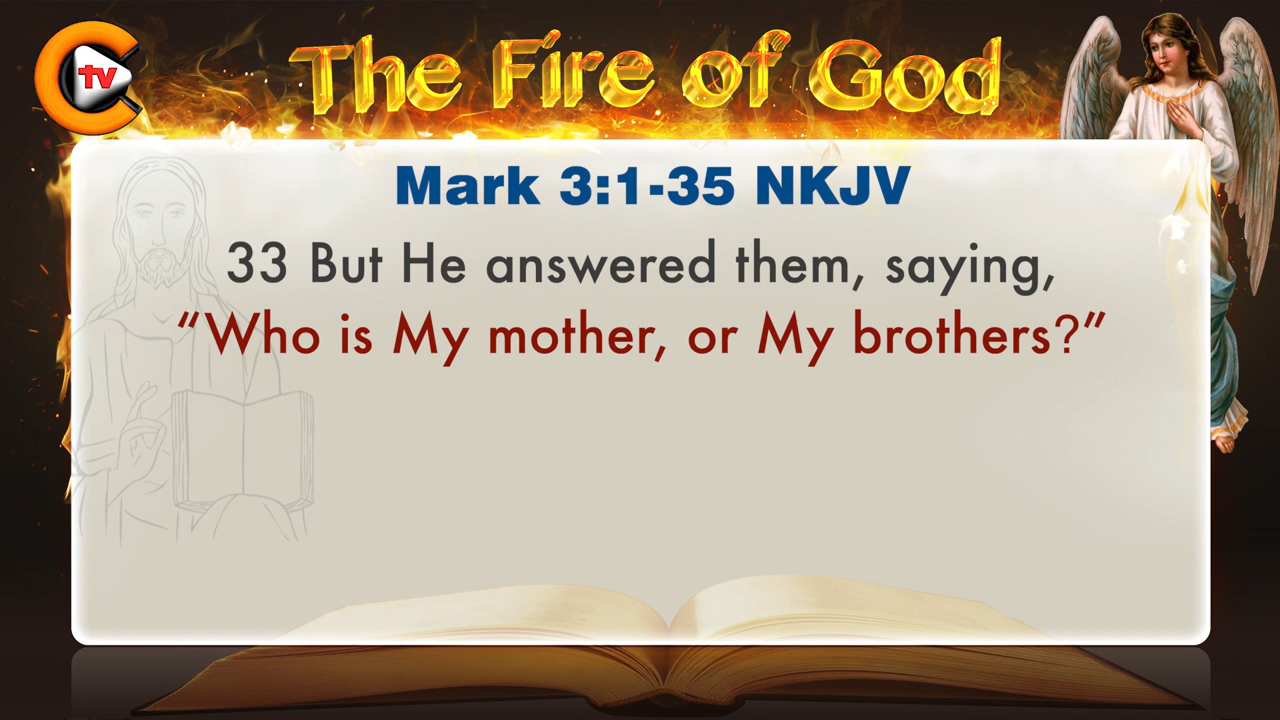 tv
The Fire of God
Mark 3:1-35 NKJV
33 But He answered them, saying,
“Who is My mother, or My brothers?”